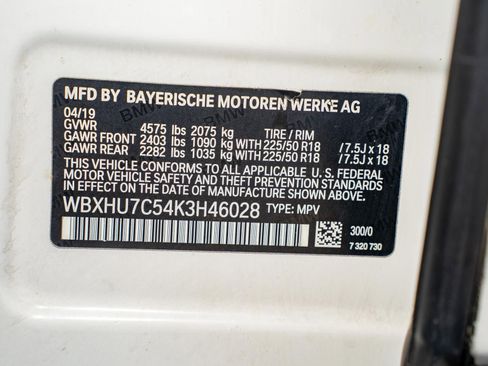 MFD BY BAYERISCHE MOTOREN WERKE AG
04/19
GVWR 4575 lbs 2075 kg TIRE / RIM
GAWR FRONT 2403 lbs 1090 kg WITH 225/50 R18 /7.5J x 18
GAWR REAR 2282 lbs 1035 kg WITH 225/50 R18 /7.5J x 18
THIS VEHICLE CONFORMS TO ALL APPLICABLE U.S. FEDERAL
MOTOR VEHICLE SAFETY, BUMPER, AND THEFT PREVENTION
STANDARDS IN EFFECT ON THE DATE OF MANUFACTURE SHOWN ABOVE.
WBXHU7C54K3H46028 TYPE: MPV
300/0
7 320 730